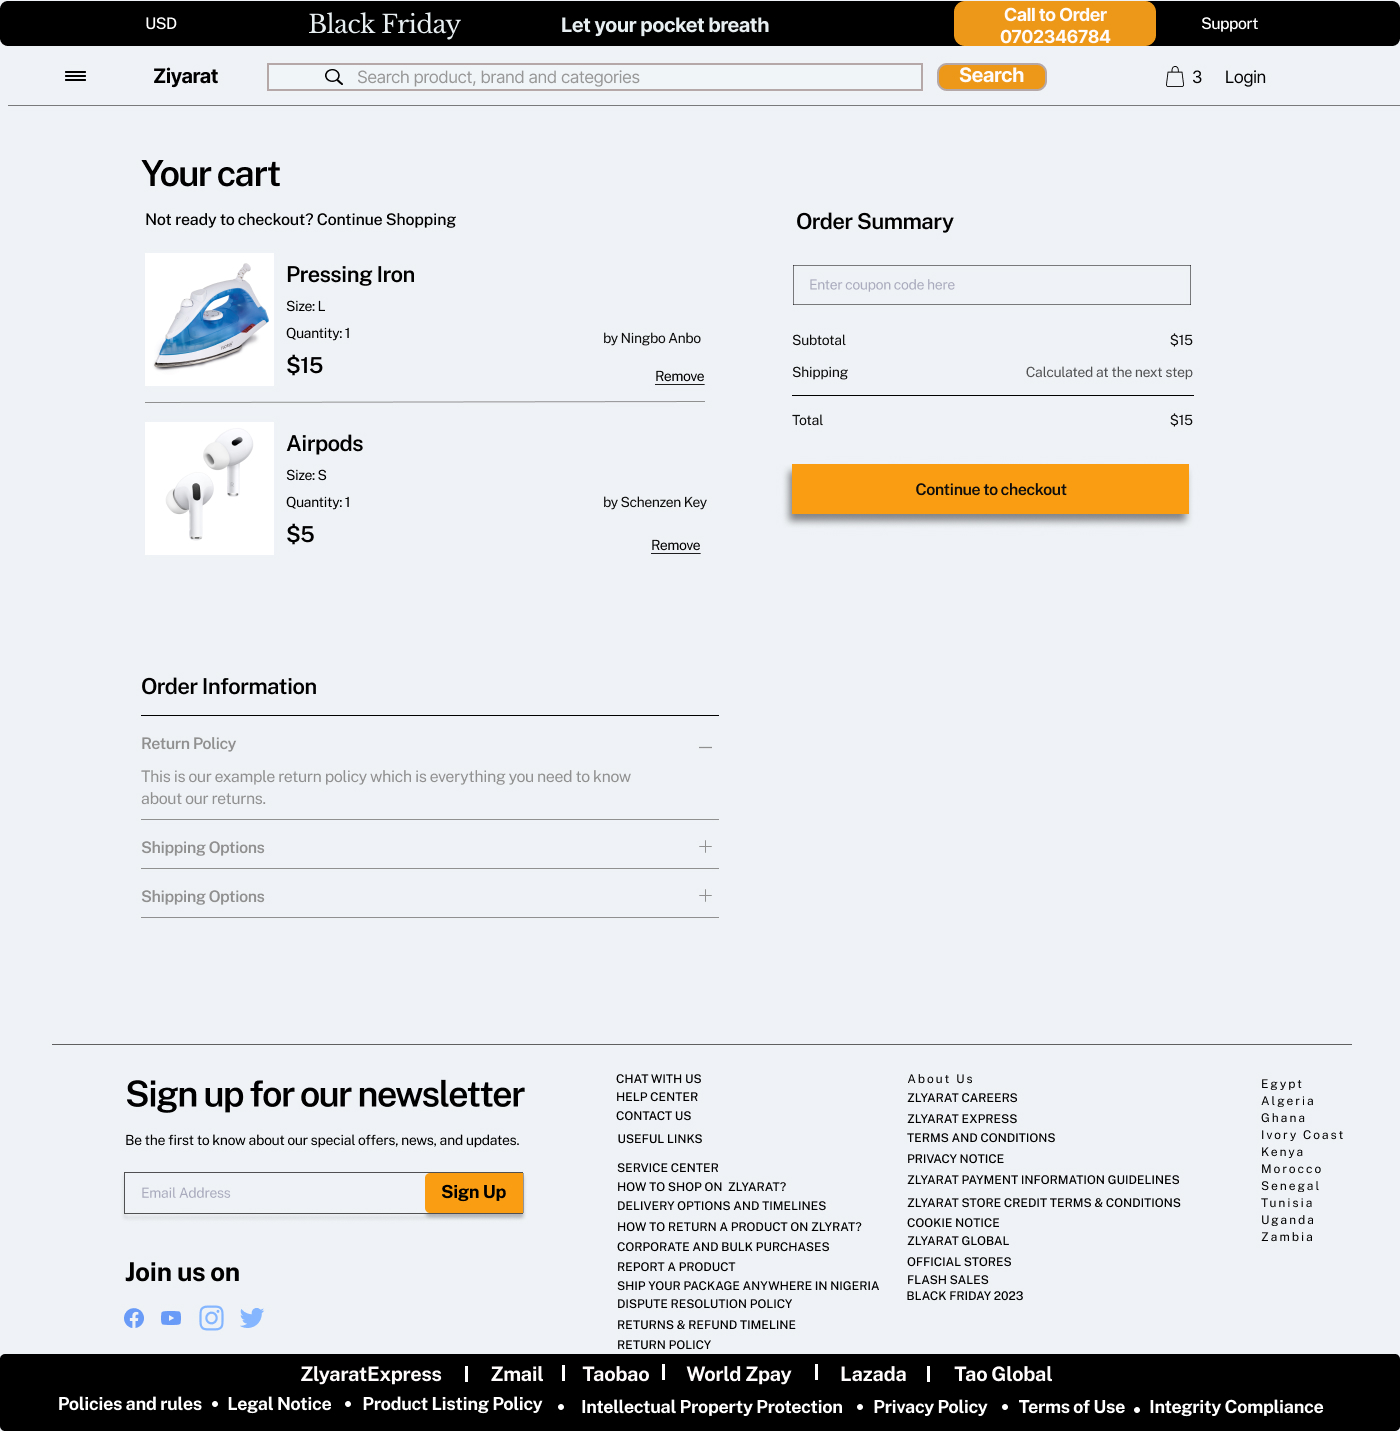 USD
Black Friday
Let your pocket breath
Call to Order
0702346784
Support
Ziyarat
Search product, brand and categories
Search
3
Login
Your cart
Not ready to checkout? Continue Shopping
Pressing Iron
Size: L
Quantity: 1
by Ningbo Anbo
$15
Remove
Airpods
Size: S
Quantity: 1
by Schenzen Key
$5
Remove
Order Summary
Enter coupon code here
Subtotal $15
Shipping Calculated at the next step
Total $15
Continue to checkout
Order Information
Return Policy
This is our example return policy which is everything you need to know
about our returns.
Shipping Options
Shipping Options
Sign up for our newsletter
Be the first to know about our special offers, news, and updates.
Email Address
Sign Up
Join us on
CHAT WITH US
HELP CENTER
CONTACT US
USEFUL LINKS
SERVICE CENTER
HOW TO SHOP ON ZLYARAT?
DELIVERY OPTIONS AND TIMELINES
HOW TO RETURN A PRODUCT ON ZLYRAT?
CORPORATE AND BULK PURCHASES
REPORT A PRODUCT
SHIP YOUR PACKAGE ANYWHERE IN NIGERIA
DISPUTE RESOLUTION POLICY
RETURNS & REFUND TIMELINE
RETURN POLICY
About Us
ZLYARAT CAREERS
ZLYARAT EXPRESS
TERMS AND CONDITIONS
PRIVACY NOTICE
ZLYARAT PAYMENT INFORMATION GUIDELINES
ZLYARAT STORE CREDIT TERMS & CONDITIONS
COOKIE NOTICE
ZLYARAT GLOBAL
OFFICIAL STORES
FLASH SALES
BLACK FRIDAY 2023
Egypt
Algeria
Ghana
Ivory Coast
Kenya
Morocco
Senegal
Tunisia
Uganda
Zambia
ZlyaratExpress | Zmail | Taobao | World Zpay | Lazada | Tao Global
Policies and rules • Legal Notice • Product Listing Policy • Intellectual Property Protection • Privacy Policy • Terms of Use • Integrity Compliance